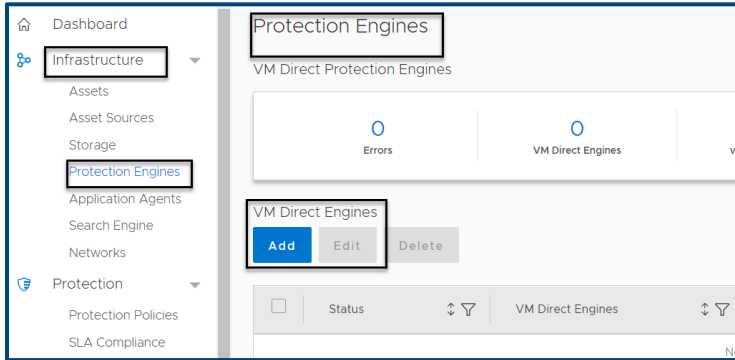 Dashboard
Infrastructure
Assets
Asset Sources
Storage
Protection Engines
Application Agents
Search Engine
Networks
Protection
Protection Policies
SLA Compliance
Protection Engines
VM Direct Protection Engines
0 0
Errors VM Direct Engines v
VM Direct Engines
Add Edit Delete
Status VM Direct Engines